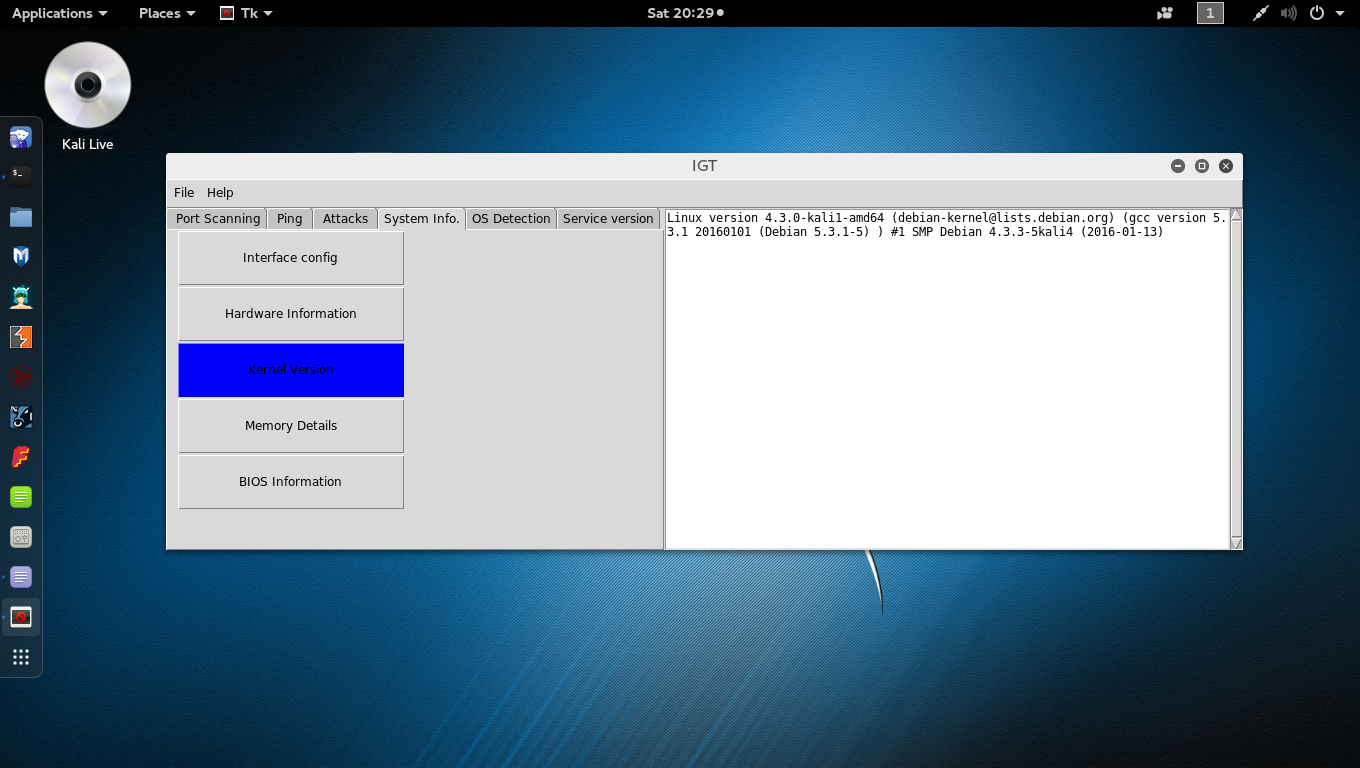 Applications Places Tk Sat 20:29 1
Kali Live
IGT
File Help
Port Scanning Ping Attacks System Info. OS Detection Service version
Interface config
Hardware Information
Kernel Version
Memory Details
BIOS Information
Linux version 4.3.0-kali1-amd64 (debian-kernel@lists.debian.org) (gcc version 5.
3.1 20160101 (Debian 5.3.1-5) ) #1 SMP Debian 4.3.3-5kali4 (2016-01-13)